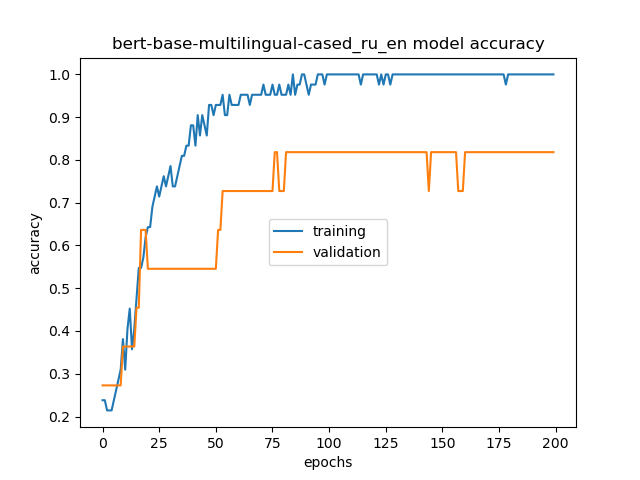 bert-base-multilingual-cased_ru_en model accuracy
1.0
0.9
0.8
0.7
0.6
0.5
0.4
0.3
0.2
accuracy
training
validation
0 25 50 75 100 125 150 175 200
epochs